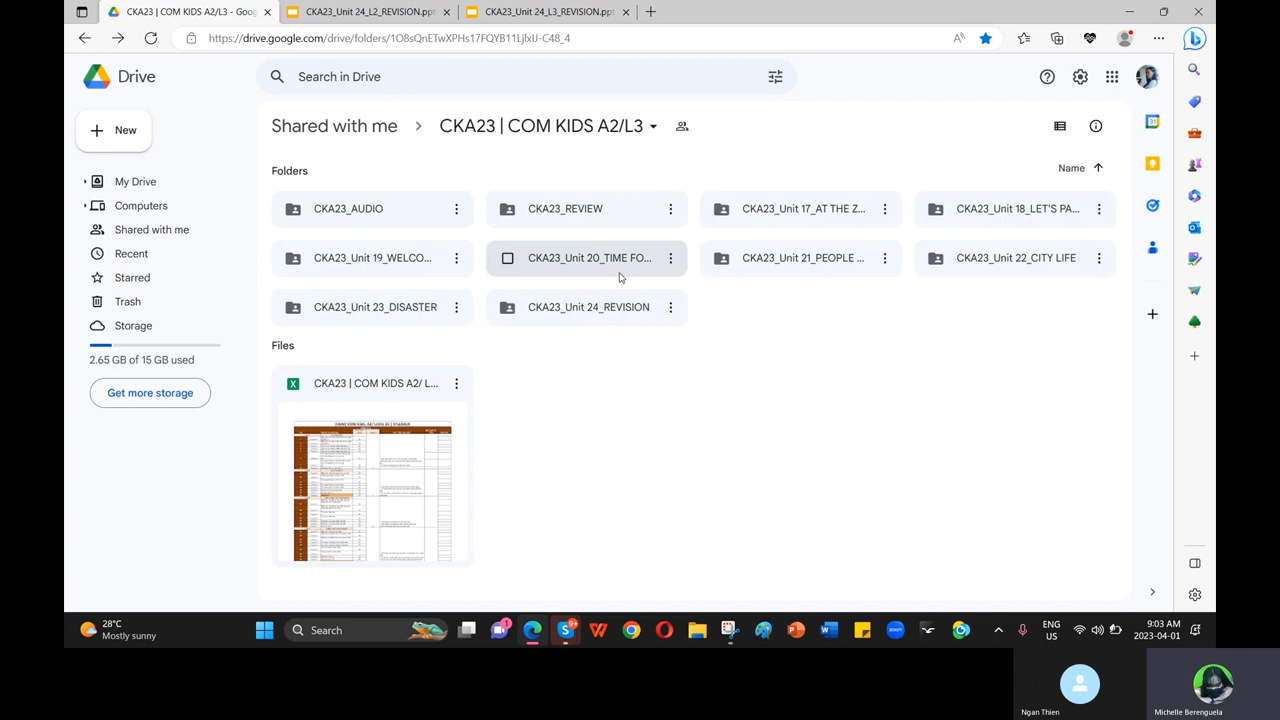 CKA23 | COM KIDS A2/L3 - Goog
CKA23_Unit 24_L2_REVISION.ppt
CKA23_Unit 24_L3_REVISION.ppt
https://drive.google.com/drive/folders/1O8sQnETwXPHs17FQYB11LjlxIJ-C48_4
Drive
Search in Drive
New
Shared with me > CKA23 | COM KIDS A2/L3
Folders
Name
My Drive
Computers
Shared with me
Recent
Starred
Trash
Storage
2.65 GB of 15 GB used
Get more storage
CKA23_AUDIO
CKA23_REVIEW
CKA23_Unit 17_AT THE Z...
CKA23_Unit 18_LET'S PA...
CKA23_Unit 19_WELCO...
CKA23_Unit 20_TIME FO...
CKA23_Unit 21_PEOPLE ...
CKA23_Unit 22_CITY LIFE
CKA23_Unit 23_DISASTER
CKA23_Unit 24_REVISION
Files
CKA23 | COM KIDS A2/ L...
28°C
Mostly sunny
Search
ENG
US
9:03 AM
2023-04-01
Ngan Thien
Michelle Berenguela